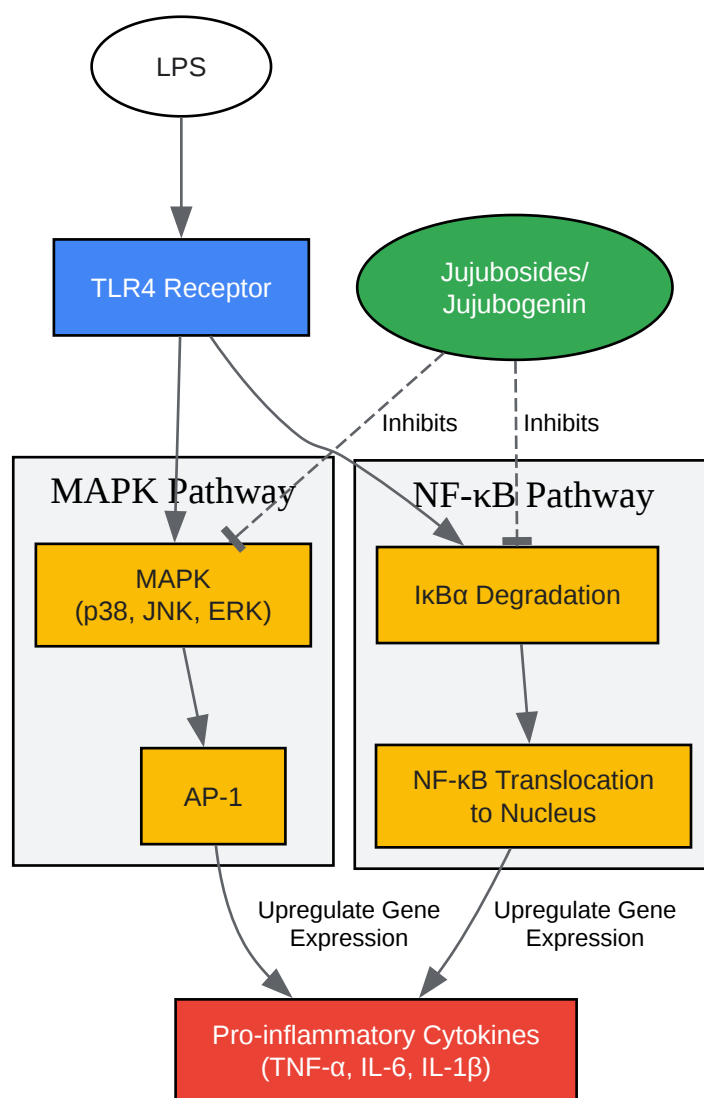 LPS
TLR4 Receptor
Jujubosides/
Jujubogenin
Inhibits
Inhibits
MAPK Pathway
NF-κB Pathway
MAPK
(p38, JNK, ERK)
IκBα Degradation
AP-1
NF-κB Translocation
to Nucleus
Upregulate Gene
Expression
Upregulate Gene
Expression
Pro-inflammatory Cytokines
(TNF-α, IL-6, IL-1β)